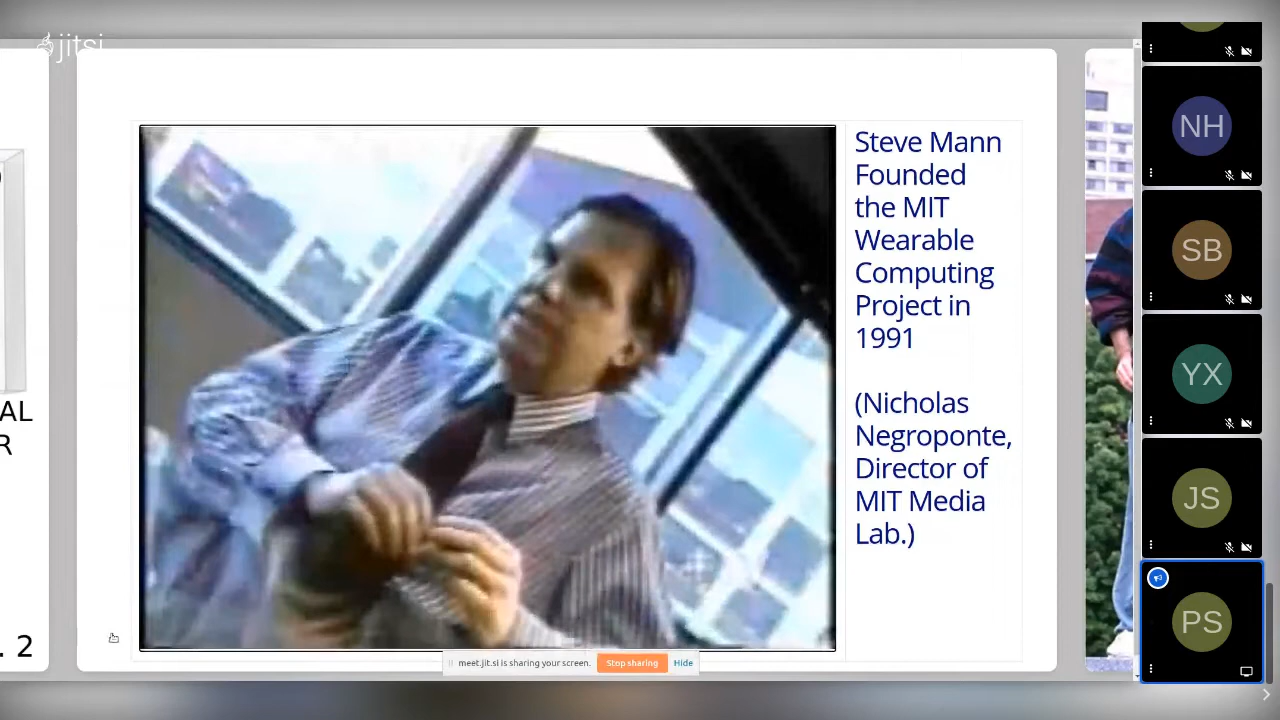 jitsi
AL
R
. 2
Steve Mann
Founded
the MIT
Wearable
Computing
Project in
1991
(Nicholas
Negroponte,
Director of
MIT Media
Lab.)
meet.jit.si is sharing your screen. Stop sharing Hide
NH
SB
YX
JS
PS